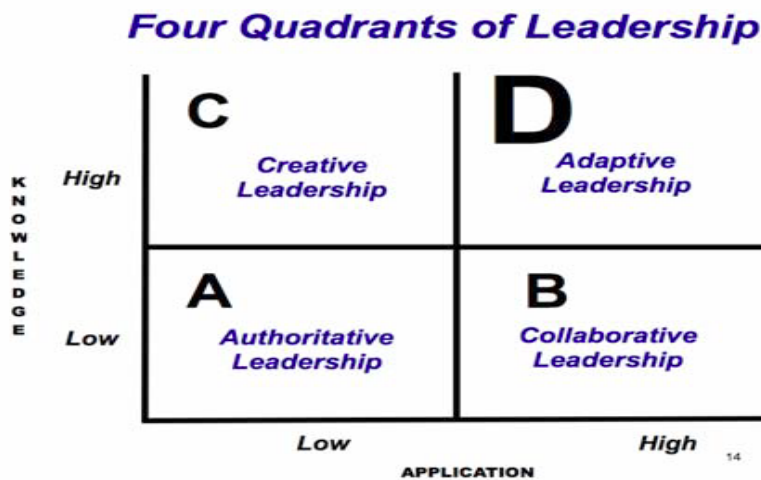 Four Quadrants of Leadership
C
D
Creative
Leadership
Adaptive
Leadership
KNOWLEDGE
High
A
B
Authoritative
Leadership
Collaborative
Leadership
Low
Low
High
14
APPLICATION